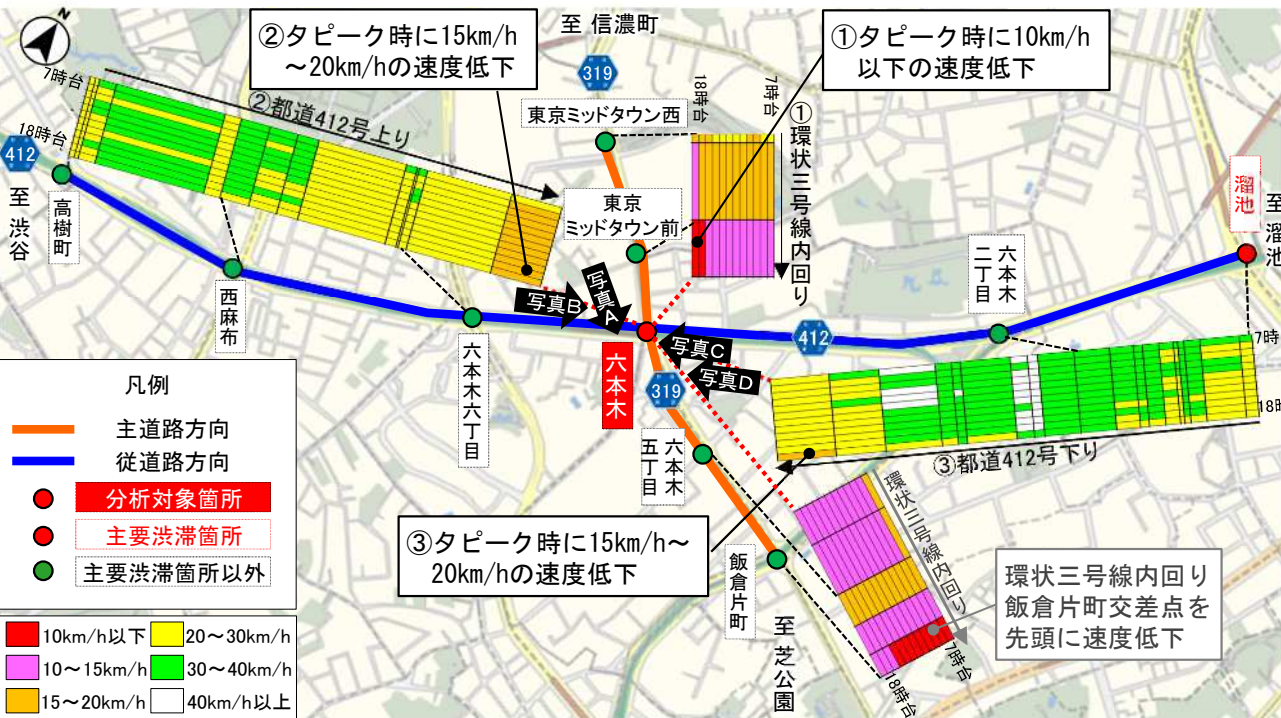 N
②タピーク時に15km/h
～20km/hの速度低下
至 信濃町
①タピーク時に10km/h
以下の速度低下
319
7時台
18時台
②都道412号上り
18時台
7時台
①環状三号線内回り
東京ミッドタウン西
東京
ミッドタウン前
412
至 渋谷
高樹町
西麻布
六本木六丁目
写真B
写真A
六本木
写真C
写真D
412
319
六本木
二丁目
溜池
至 溜池
7時
18時
③都道412号下り
六本木
五丁目
飯倉片町
至 芝公園
③タピーク時に15km/h～
20km/hの速度低下
環状三号線内回り
7時台
18時台
環状三号線内回り
飯倉片町交差点を
先頭に速度低下
凡例
主道路方向
従道路方向
分析対象箇所
主要渋滞箇所
主要渋滞箇所以外
10km/h以下
20～30km/h
10～15km/h
30～40km/h
15～20km/h
40km/h以上